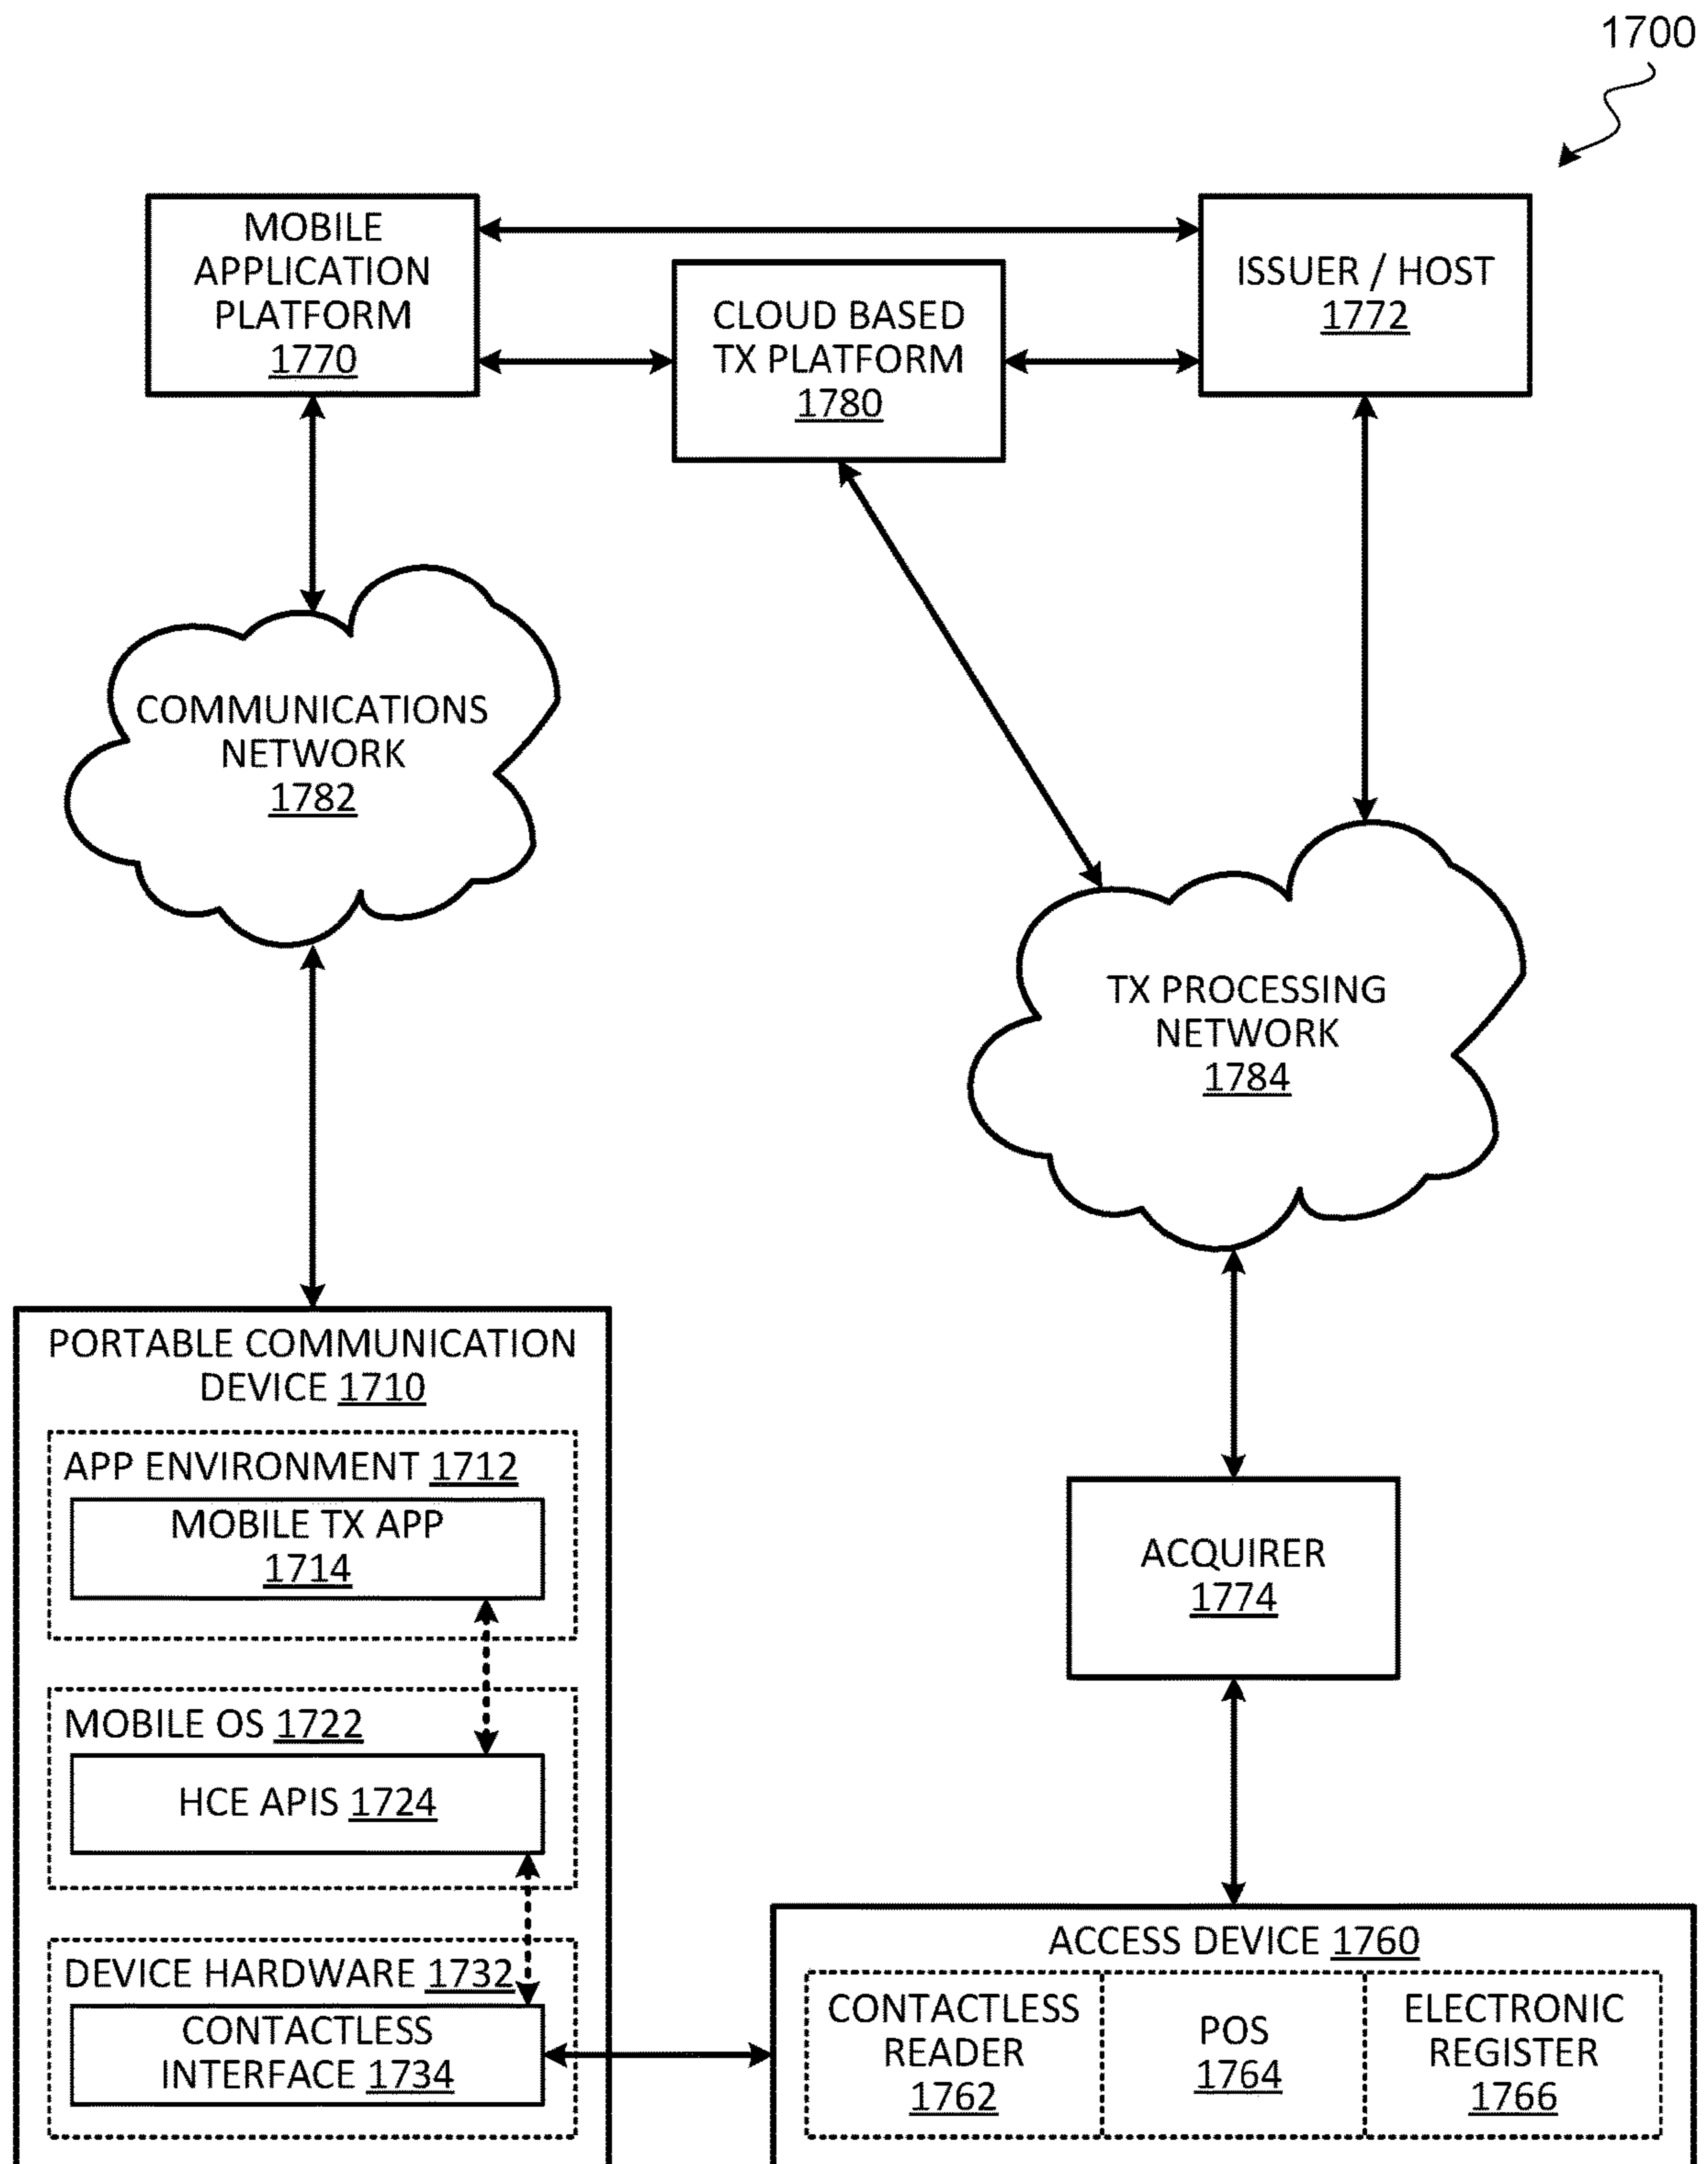 1700
MOBILE
APPLICATION
PLATFORM
1770
CLOUD BASED
TX PLATFORM
1780
ISSUER / HOST
1772
COMMUNICATIONS
NETWORK
1782
TX PROCESSING
NETWORK
1784
PORTABLE COMMUNICATION
DEVICE 1710
APP ENVIRONMENT 1712
MOBILE TX APP
1714
MOBILE OS 1722
HCE APIS 1724
DEVICE HARDWARE 1732
CONTACTLESS
INTERFACE 1734
ACQUIRER
1774
ACCESS DEVICE 1760
CONTACTLESS
READER
1762
POS
1764
ELECTRONIC
REGISTER
1766